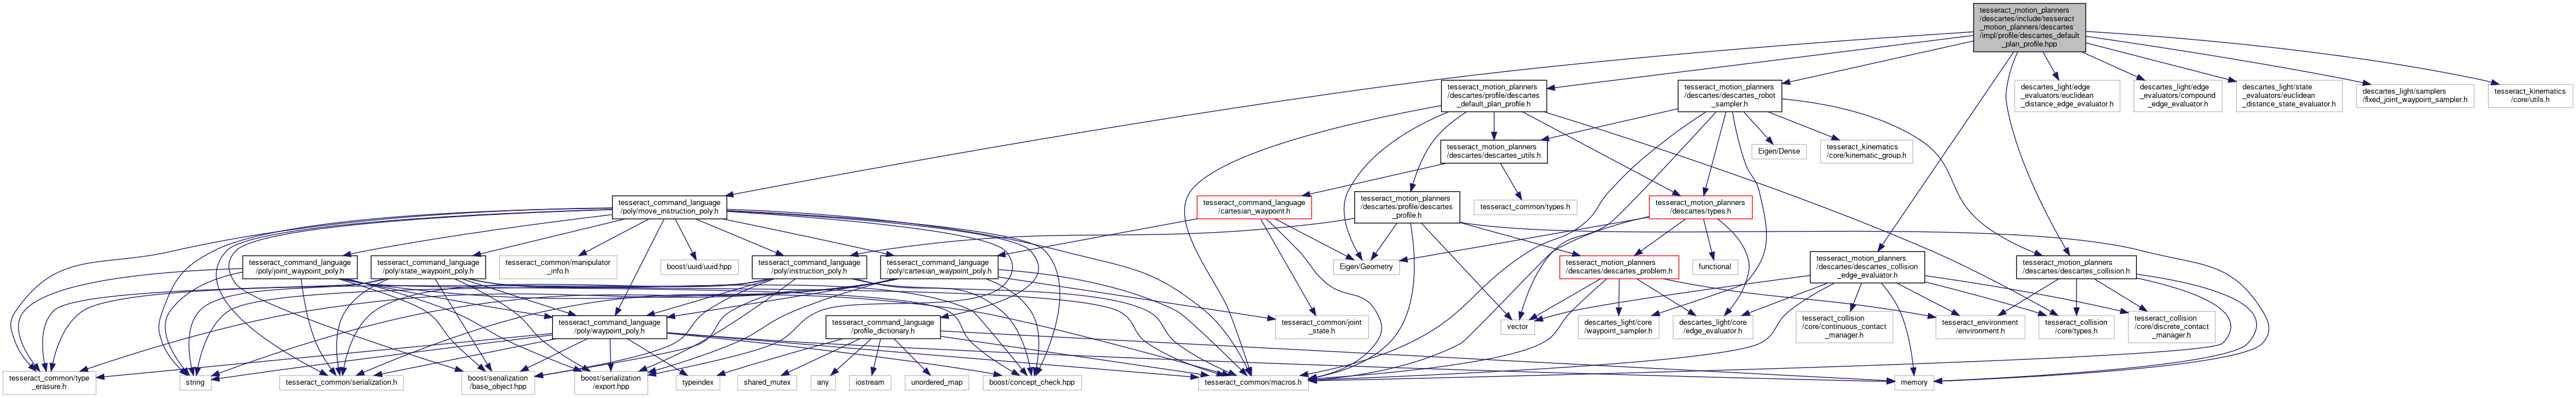 tesseract_motion_planners
/descartes/include/tesseract
_motion_planners/descartes
/impl/profile/descartes_default
_plan_profile.hpp
tesseract_motion_planners
/descartes/profile/descartes
_default_plan_profile.h
tesseract_motion_planners
/descartes/descartes_robot
_sampler.h
descartes_light/edge
_evaluators/euclidean
_distance_edge_evaluator.h
descartes_light/edge
_evaluators/compound
_edge_evaluator.h
descartes_light/state
_evaluators/euclidean
_distance_state_evaluator.h
descartes_light/samplers
/fixed_joint_waypoint_sampler.h
tesseract_kinematics
/core/utils.h
tesseract_motion_planners
/descartes/descartes_utils.h
Eigen/Dense
tesseract_kinematics
/core/kinematic_group.h
tesseract_command_language
/poly/move_instruction_poly.h
tesseract_motion_planners
/descartes/profile/descartes
_profile.h
tesseract_command_language
/cartesian_waypoint.h
tesseract_common/types.h
tesseract_motion_planners
/descartes/types.h
tesseract_command_language
/poly/joint_waypoint_poly.h
tesseract_command_language
/poly/state_waypoint_poly.h
tesseract_common/manipulator
_info.h
boost/uuid/uuid.hpp
tesseract_command_language
/poly/instruction_poly.h
tesseract_command_language
/poly/cartesian_waypoint_poly.h
Eigen/Geometry
tesseract_motion_planners
/descartes/descartes_problem.h
functional
tesseract_motion_planners
/descartes/descartes_collision
_edge_evaluator.h
tesseract_motion_planners
/descartes/descartes_collision.h
tesseract_command_language
/poly/waypoint_poly.h
tesseract_command_language
/profile_dictionary.h
tesseract_common/joint
_state.h
vector
descartes_light/core
/waypoint_sampler.h
descartes_light/core
/edge_evaluator.h
tesseract_collision
/core/continuous_contact
_manager.h
tesseract_environment
/environment.h
tesseract_collision
/core/types.h
tesseract_collision
/core/discrete_contact
_manager.h
tesseract_common/type
_erasure.h
string
tesseract_common/serialization.h
boost/serialization
/base_object.hpp
boost/serialization
/export.hpp
typeindex
shared_mutex
any
iostream
unordered_map
boost/concept_check.hpp
tesseract_common/macros.h
memory